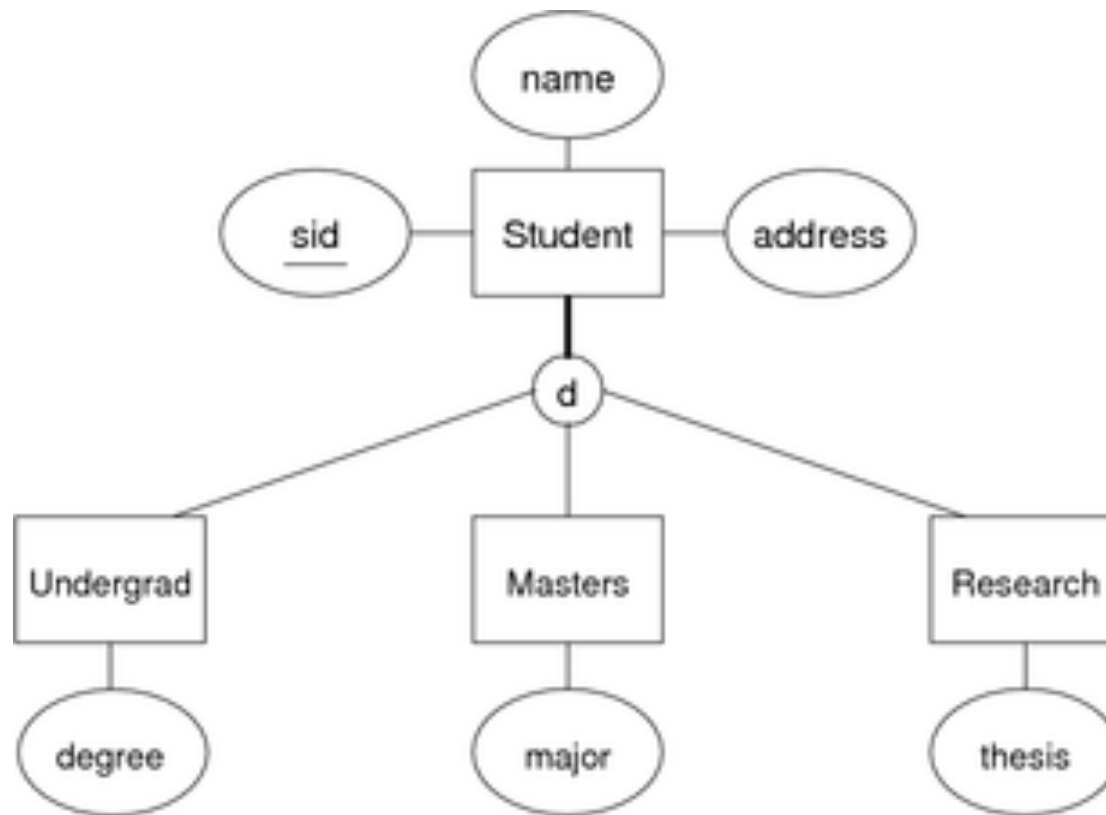 name
sid
Student
address
d
Undergrad
Masters
Research
degree
major
thesis